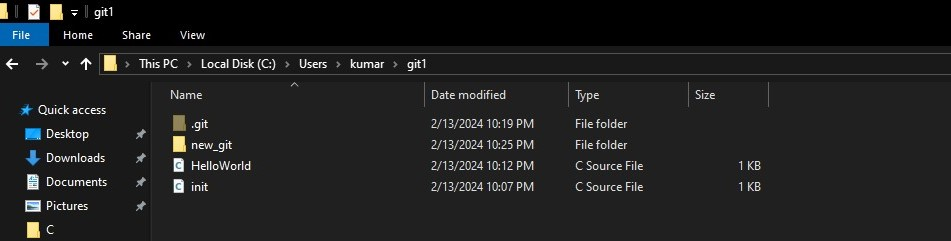 git1
File Home Share View
This PC > Local Disk (C:) > Users > kumar > git1
Name Date modified Type Size
Quick access
Desktop
Downloads
Documents
Pictures
C
.git 2/13/2024 10:19 PM File folder
new_git 2/13/2024 10:25 PM File folder
HelloWorld 2/13/2024 10:12 PM C Source File 1 KB
init 2/13/2024 10:07 PM C Source File 1 KB